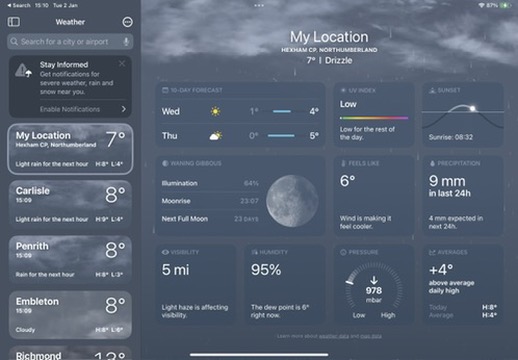 Search 15:10 Tue 2 Jan
87%
Weather
Search for a city or airport
Stay Informed
Get notifications for
severe weather, rain and
snow near you.
Enable Notifications
My Location
Hexham CP, Northumberland
7°
Light rain for the next hour H:8° L:4°
Carlisle
15:09
8°
Light rain for the next hour H:9° L:4°
Penrith
15:09
8°
Rain for the next hour H:8° L:3°
Embleton
15:09
8°
Cloudy H:8° L:5°
Richmond
My Location
HEXHAM CP, NORTHUMBERLAND
7° | Drizzle
10-DAY FORECAST
Wed 1° 4°
Thu 0° 5°
UV INDEX
Low
Low for the rest of
the day.
SUNSET
Sunrise: 08:32
WANING GIBBOUS
Illumination 64%
Moonrise 23:07
Next Full Moon 23 DAYS
FEELS LIKE
6°
Wind is making it
feel cooler.
PRECIPITATION
9 mm
in last 24h
4 mm expected in
next 24h.
VISIBILITY
5 mi
Light haze is affecting
visibility.
HUMIDITY
95%
The dew point is 6°
right now.
PRESSURE
978
mbar
Low High
AVERAGES
+4°
above average
daily high
Today H:8°
Average H:4°
Learn more about weather data and map data